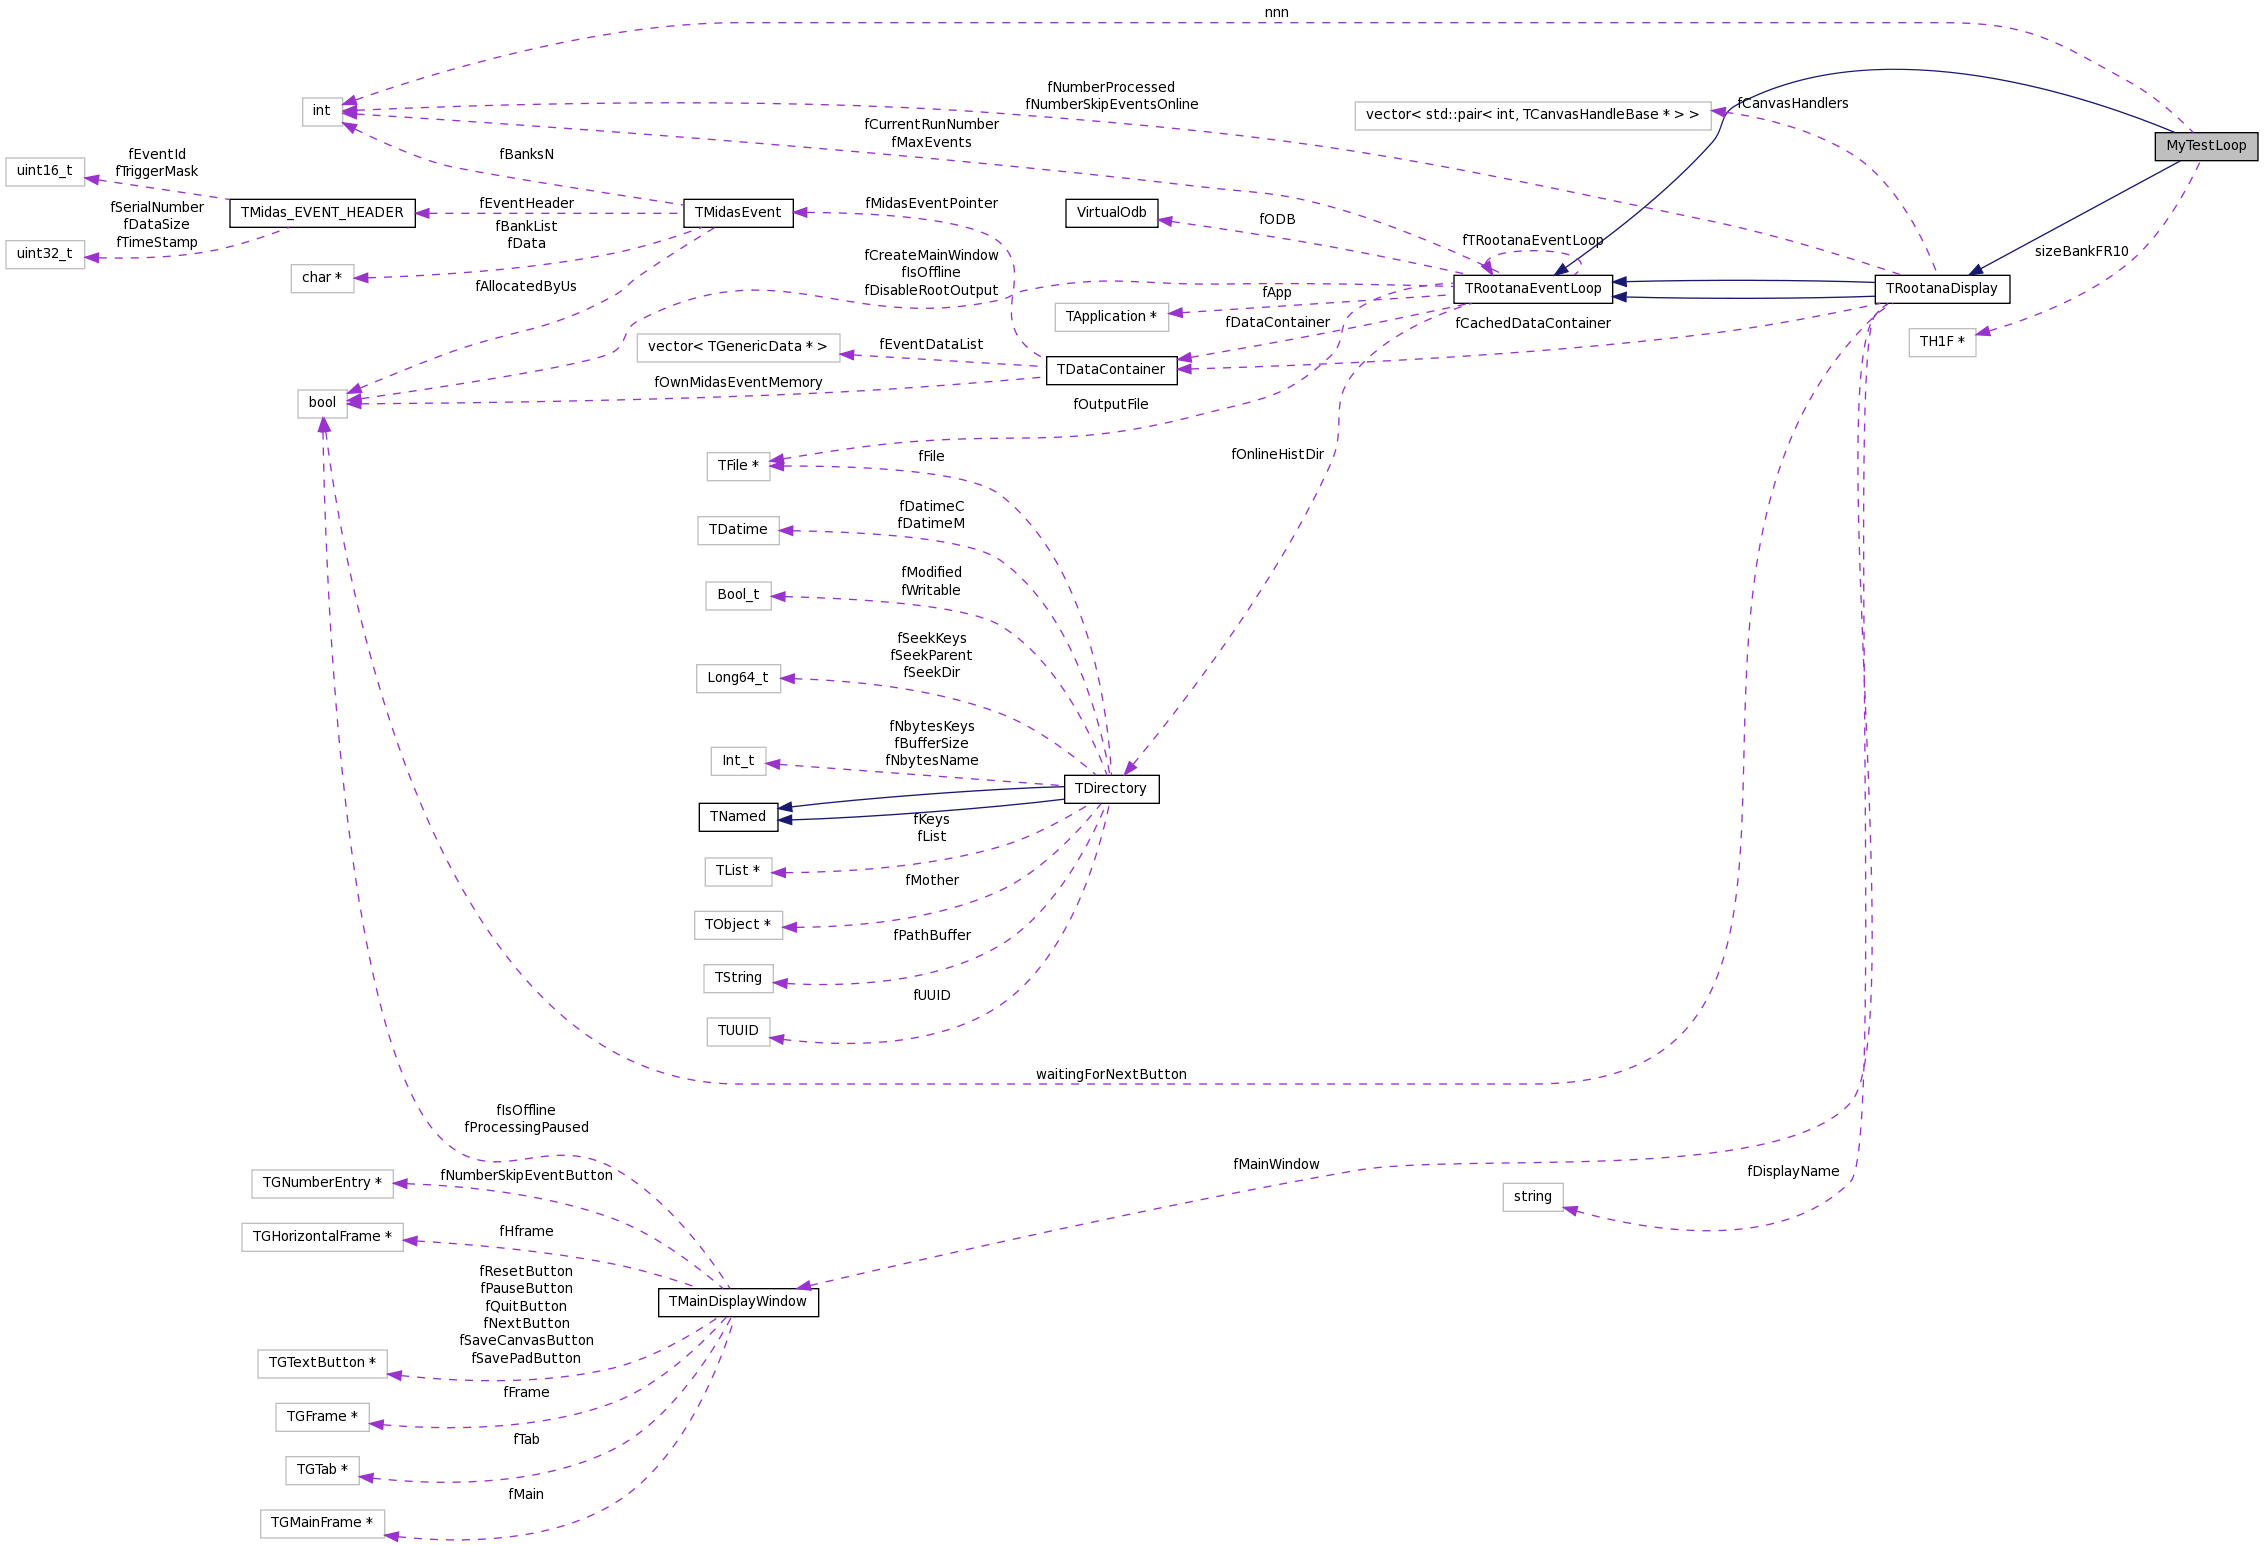 nnn
fNumberProcessed
fNumberSkipEventsOnline
fCanvasHandlers
int
vector< std::pair< int, TCanvasHandleBase * > >
fCurrentRunNumber
fMaxEvents
MyTestLoop
fEventId
fTriggerMask
fBanksN
uint16_t
fSerialNumber
fDataSize
fTimeStamp
TMidas_EVENT_HEADER
fEventHeader
TMidasEvent
fMidasEventPointer
VirtualOdb
fODB
fBankList
fData
fTRootanaEventLoop
sizeBankFR10
uint32_t
char *
fCreateMainWindow
fIsOffline
fDisableRootOutput
fAllocatedByUs
fApp
TRootanaEventLoop
TRootanaDisplay
TApplication *
fDataContainer
fCachedDataContainer
TH1F *
vector< TGenericData * >
fEventDataList
TDataContainer
fOwnMidasEventMemory
bool
fOutputFile
fOnlineHistDir
TFile *
fFile
fDatimeC
fDatimeM
TDatime
fModified
fWritable
Bool_t
fSeekKeys
fSeekParent
fSeekDir
Long64_t
fNbytesKeys
fBufferSize
fNbytesName
Int_t
TDirectory
TNamed
fKeys
fList
TList *
fMother
TObject *
fPathBuffer
TString
fUUID
TUUID
waitingForNextButton
fIsOffline
fProcessingPaused
fMainWindow
fDisplayName
fNumberSkipEventButton
TGNumberEntry *
string
fHframe
TGHorizontalFrame *
fResetButton
fPauseButton
fQuitButton
fNextButton
fSaveCanvasButton
fSavePadButton
TMainDisplayWindow
TGTextButton *
fFrame
TGFrame *
fTab
TGTab *
fMain
TGMainFrame *